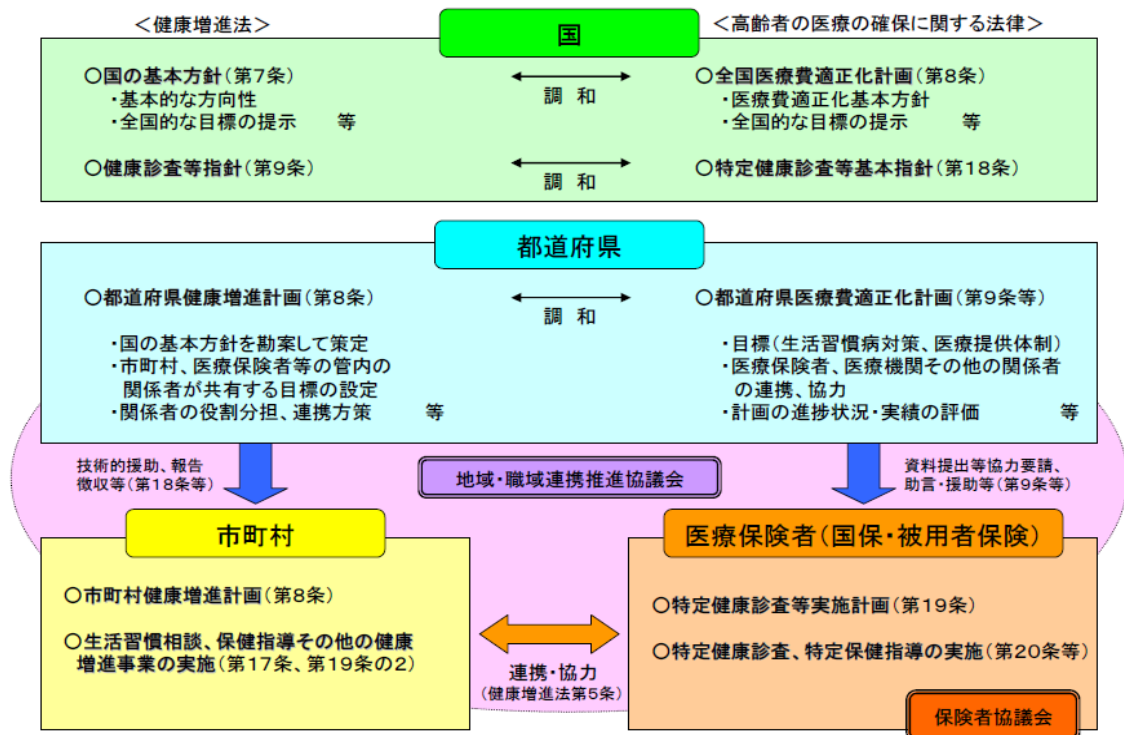 ＜健康増進法＞
国
＜高齢者の医療の確保に関する法律＞
○国の基本方針(第7条)
・基本的な方向性
・全国的な目標の提示　　等
調 和
○全国医療費適正化計画(第8条)
・医療費適正化基本方針
・全国的な目標の提示　　等
○健康診査等指針(第9条)
調 和
○特定健康診査等基本指針(第18条)
都道府県
○都道府県健康増進計画(第8条)
調 和
○都道府県医療費適正化計画(第9条等)
・国の基本方針を勘案して策定
・市町村、医療保険者等の管内の
関係者が共有する目標の設定
・関係者の役割分担、連携方策　　等
・目標(生活習慣病対策、医療提供体制)
・医療保険者、医療機関その他の関係者
の連携、協力
・計画の進捗状況・実績の評価　　等
技術的援助、報告
徴収等(第18条等)
地域・職域連携推進協議会
資料提出等協力要請、
助言・援助等(第9条等)
市町村
○市町村健康増進計画(第8条)
○生活習慣相談、保健指導その他の健康
増進事業の実施(第17条、第19条の2)
連携・協力
(健康増進法第5条)
医療保険者(国保・被用者保険)
○特定健康診査等実施計画(第19条)
○特定健康診査、特定保健指導の実施(第20条等)
保険者協議会